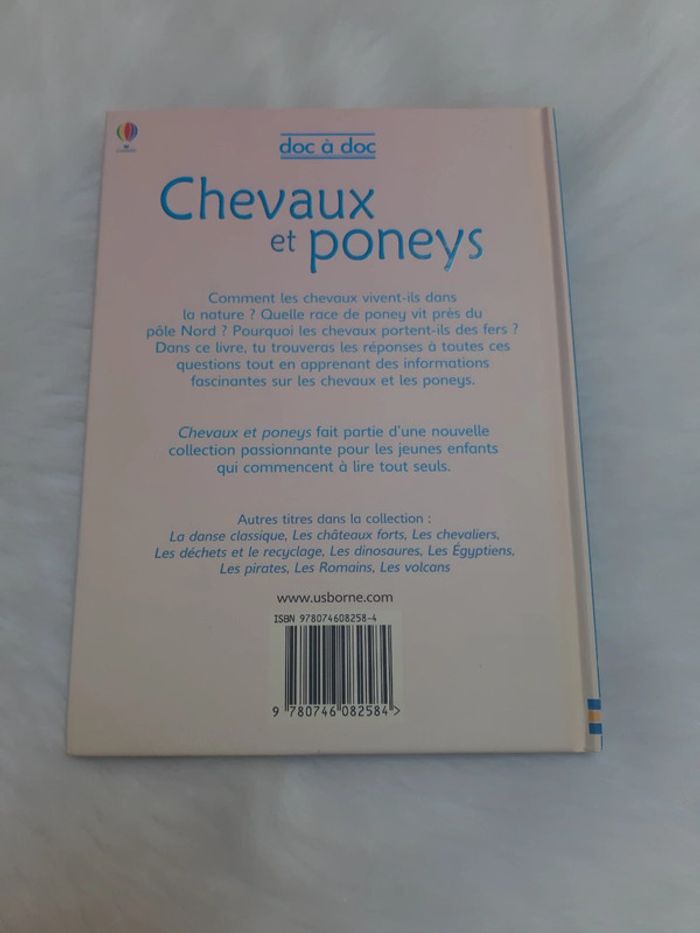 doc à doc
Chevaux
et poneys
Comment les chevaux vivent-ils dans
la nature ? Quelle race de poney vit près du
pôle Nord ? Pourquoi les chevaux portent-ils des fers ?
Dans ce livre, tu trouveras les réponses à toutes ces
questions tout en apprenant des informations
fascinantes sur les chevaux et les poneys.
Chevaux et poneys fait partie d'une nouvelle
collection passionnante pour les jeunes enfants
qui commencent à lire tout seuls.
Autres titres dans la collection :
La danse classique, Les châteaux forts, Les chevaliers,
Les déchets et le recyclage, Les dinosaures, Les Égyptiens,
Les pirates, Les Romains, Les volcans
www.usborne.com
ISBN 978074608258-4
9 780746 082584 >